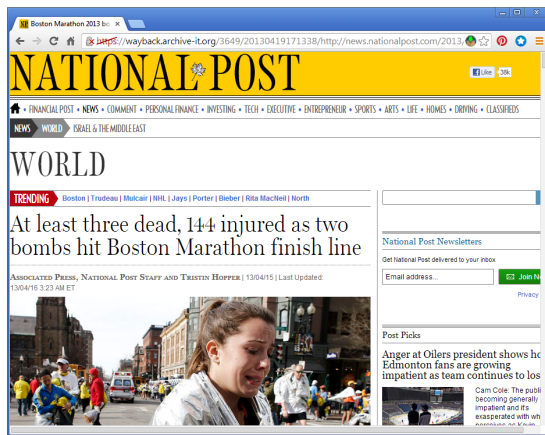 Boston Marathon 2013 bo
https://wayback.archive-it.org/3649/20130419171338/http://news.nationalpost.com/2013/
NATIONAL POST
Like 38k
• FINANCIAL POST • NEWS • COMMENT • PERSONAL FINANCE • INVESTING • TECH • EXECUTIVE • ENTREPRENEUR • SPORTS • ARTS • LIFE • HOMES • DRIVING • CLASSIFIEDS
NEWS WORLD ISRAEL & THE MIDDLE EAST
WORLD
TRENDING Boston | Trudeau | Mulcair | NHL | Jays | Porter | Bieber | Rita MacNeil | North
At least three dead, 144 injured as two
bombs hit Boston Marathon finish line
ASSOCIATED PRESS, NATIONAL POST STAFF AND TRISTIN HOPPER | 13/04/15 | Last Updated:
13/04/16 3:23 AM ET
National Post Newsletters
Get National Post delivered to your inbox
Email address... Join N
Privacy
Post Picks
Anger at Oilers president shows ho
Edmonton fans are growing
impatient as team continues to los
Cam Cole: The publi
becoming generally
impatient and it's
exasperated with wh